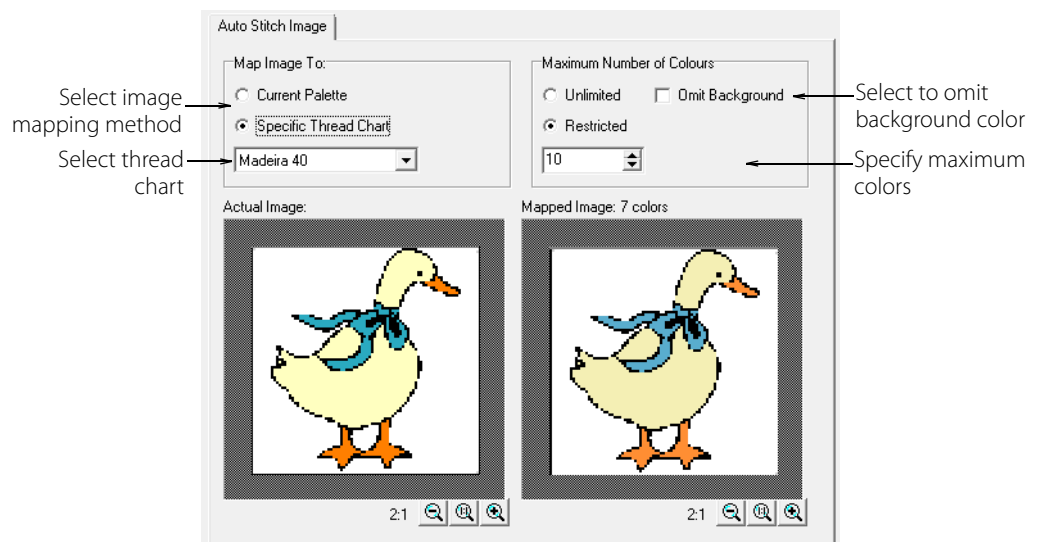 Auto Stitch Image
Map Image To:
Current Palette
Specific Thread Chart
Madeira 40
Maximum Number of Colours
Unlimited
Omit Background
Restricted
10
Select image
mapping method
Select thread
chart
Select to omit
background color
Specify maximum
colors
Actual Image:
Mapped Image: 7 colors
2:1
2:1